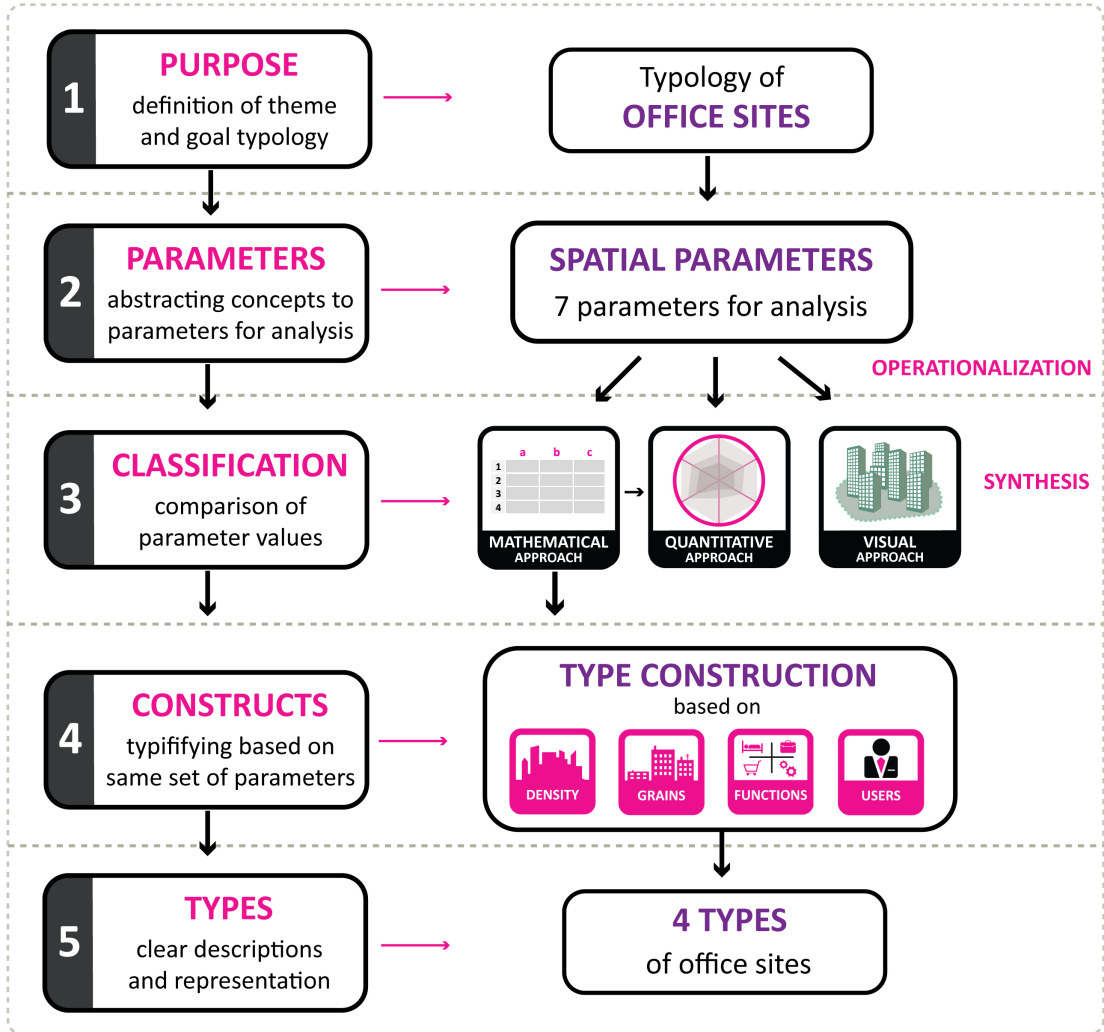 1
PURPOSE
definition of theme
and goal typology
Typology of
OFFICE SITES
2
PARAMETERS
abstracting concepts to
parameters for analysis
SPATIAL PARAMETERS
7 parameters for analysis
OPERATIONALIZATION
3
CLASSIFICATION
comparison of
parameter values
a b c
1
2
3
4
MATHEMATICAL
APPROACH
QUANTITATIVE
APPROACH
VISUAL
APPROACH
SYNTHESIS
4
CONSTRUCTS
typififying based on
same set of parameters
TYPE CONSTRUCTION
based on
DENSITY
GRAINS
FUNCTIONS
USERS
5
TYPES
clear descriptions
and representation
4 TYPES
of office sites